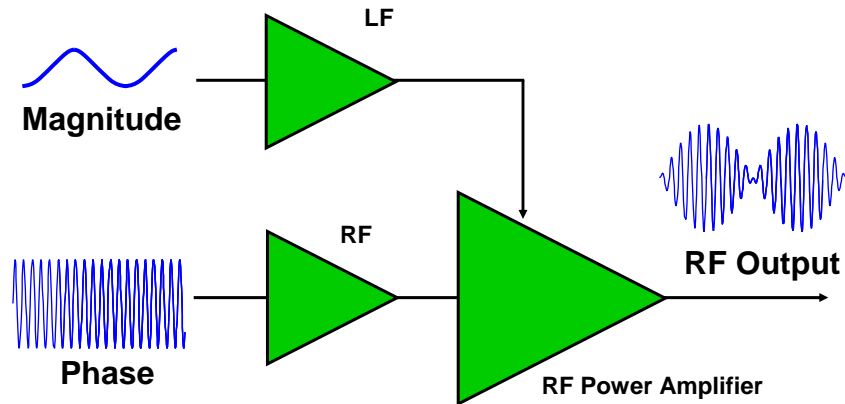 LF
Magnitude
RF
RF Output
Phase
RF Power Amplifier